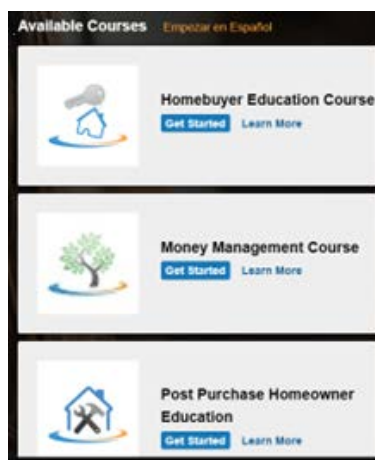 Available Courses Empezar en Español
Homebuyer Education Course
Get Started Learn More
Money Management Course
Get Started Learn More
Post Purchase Homeowner
Education
Get Started Learn More